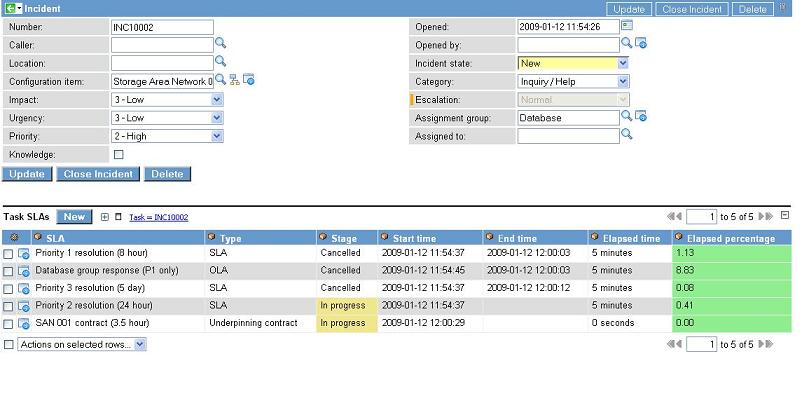 Incident Update Close Incident Delete
Number: INC10002 Opened: 2009-01-12 11:54:26
Caller: Opened by:
Location: Incident state: New
Configuration item: Storage Area Network 0 Category: Inquiry / Help
Impact: 3 - Low Escalation: Normal
Urgency: 3 - Low Assignment group: Database
Priority: 2 - High Assigned to:
Knowledge:
Update Close Incident Delete
Task SLAs New Task = INC10002 1 to 5 of 5
SLA Type Stage Start time End time Elapsed time Elapsed percentage
Priority 1 resolution (8 hour) SLA Cancelled 2009-01-12 11:54:37 2009-01-12 12:00:03 5 minutes 1.13
Database group response (P1 only) OLA Cancelled 2009-01-12 11:54:45 2009-01-12 12:00:03 5 minutes 8.83
Priority 3 resolution (5 day) SLA Cancelled 2009-01-12 11:54:37 2009-01-12 12:00:12 5 minutes 0.08
Priority 2 resolution (24 hour) SLA In progress 2009-01-12 11:54:37 5 minutes 0.41
SAN 001 contract (3.5 hour) Underpinning contract In progress 2009-01-12 12:00:29 0 seconds 0.00
Actions on selected rows... 1 to 5 of 5